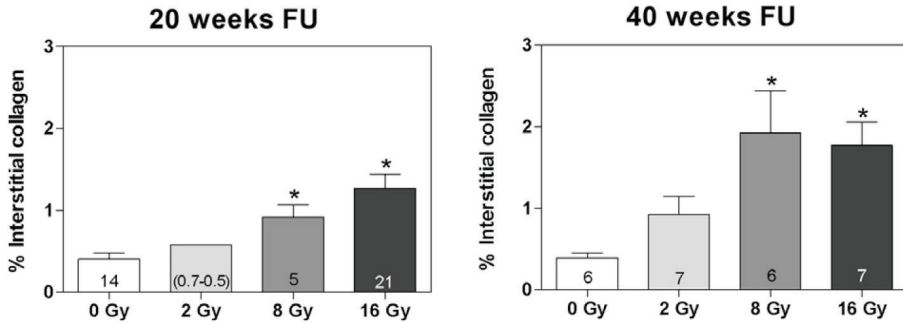 20 weeks FU
% Interstitial collagen
3
2
1
0
*
*
14
(0.7-0.5)
5
21
0 Gy
2 Gy
8 Gy
16 Gy
40 weeks FU
% Interstitial collagen
3
2
1
0
*
*
6
7
6
7
0 Gy
2 Gy
8 Gy
16 Gy